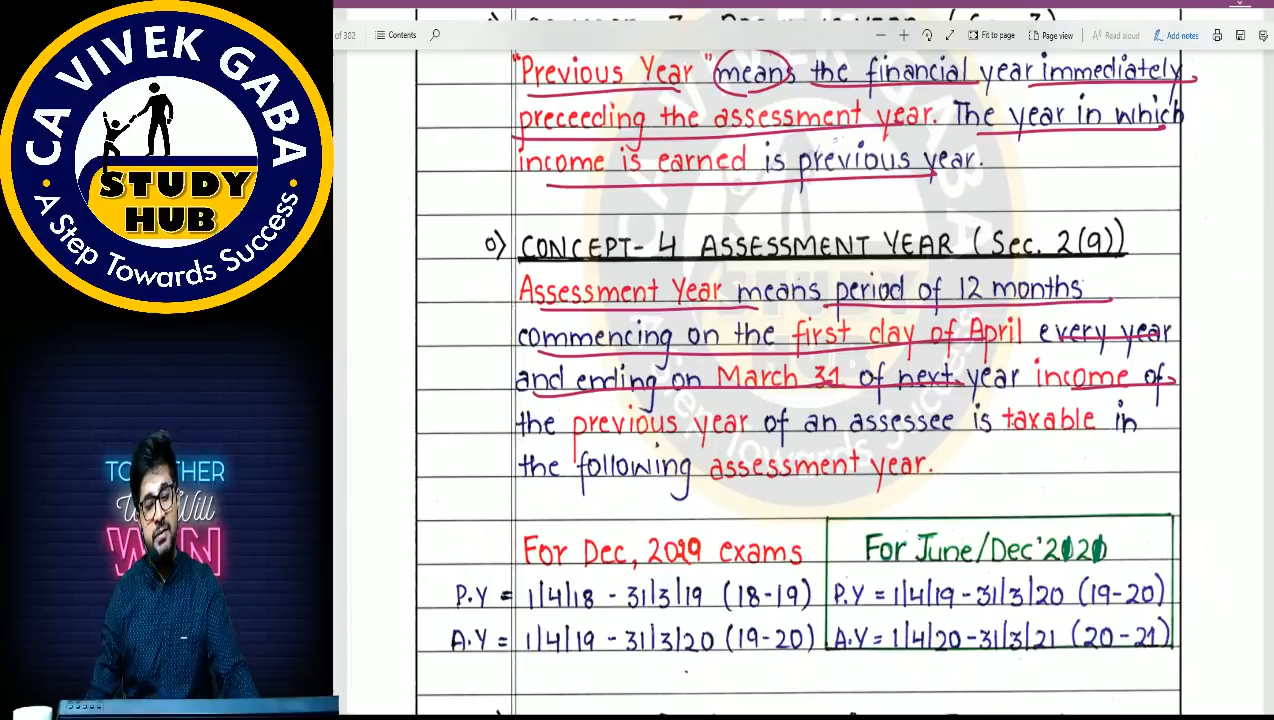 of 302
Contents
Fit to page
Page view
Read aloud
Add notes
CA VIVEK GABA
STUDY
HUB
• A Step Towards Success •
TOGETHER
We Will
WIN
"Previous Year" means the financial year immediately
preceeding the assessment year. The year in which
income is earned is previous year.
o) CONCEPT-4 ASSESSMENT YEAR (Sec. 2(9))
Assessment Year means period of 12 months
commencing on the first day of April every year
and ending on March 31 of next year income of
the previous year of an assessee is taxable in
the following assessment year.
For Dec, 2019 exams
P.Y = 1/4/18 - 31/3/19 (18-19)
A.Y = 1/4/19 - 31/3/20 (19-20)
For June/Dec'
P.Y = 1/4/19 - 31/3/20 (19-20)
A.Y = 1/4/20 - 31/3/21 (20-21)